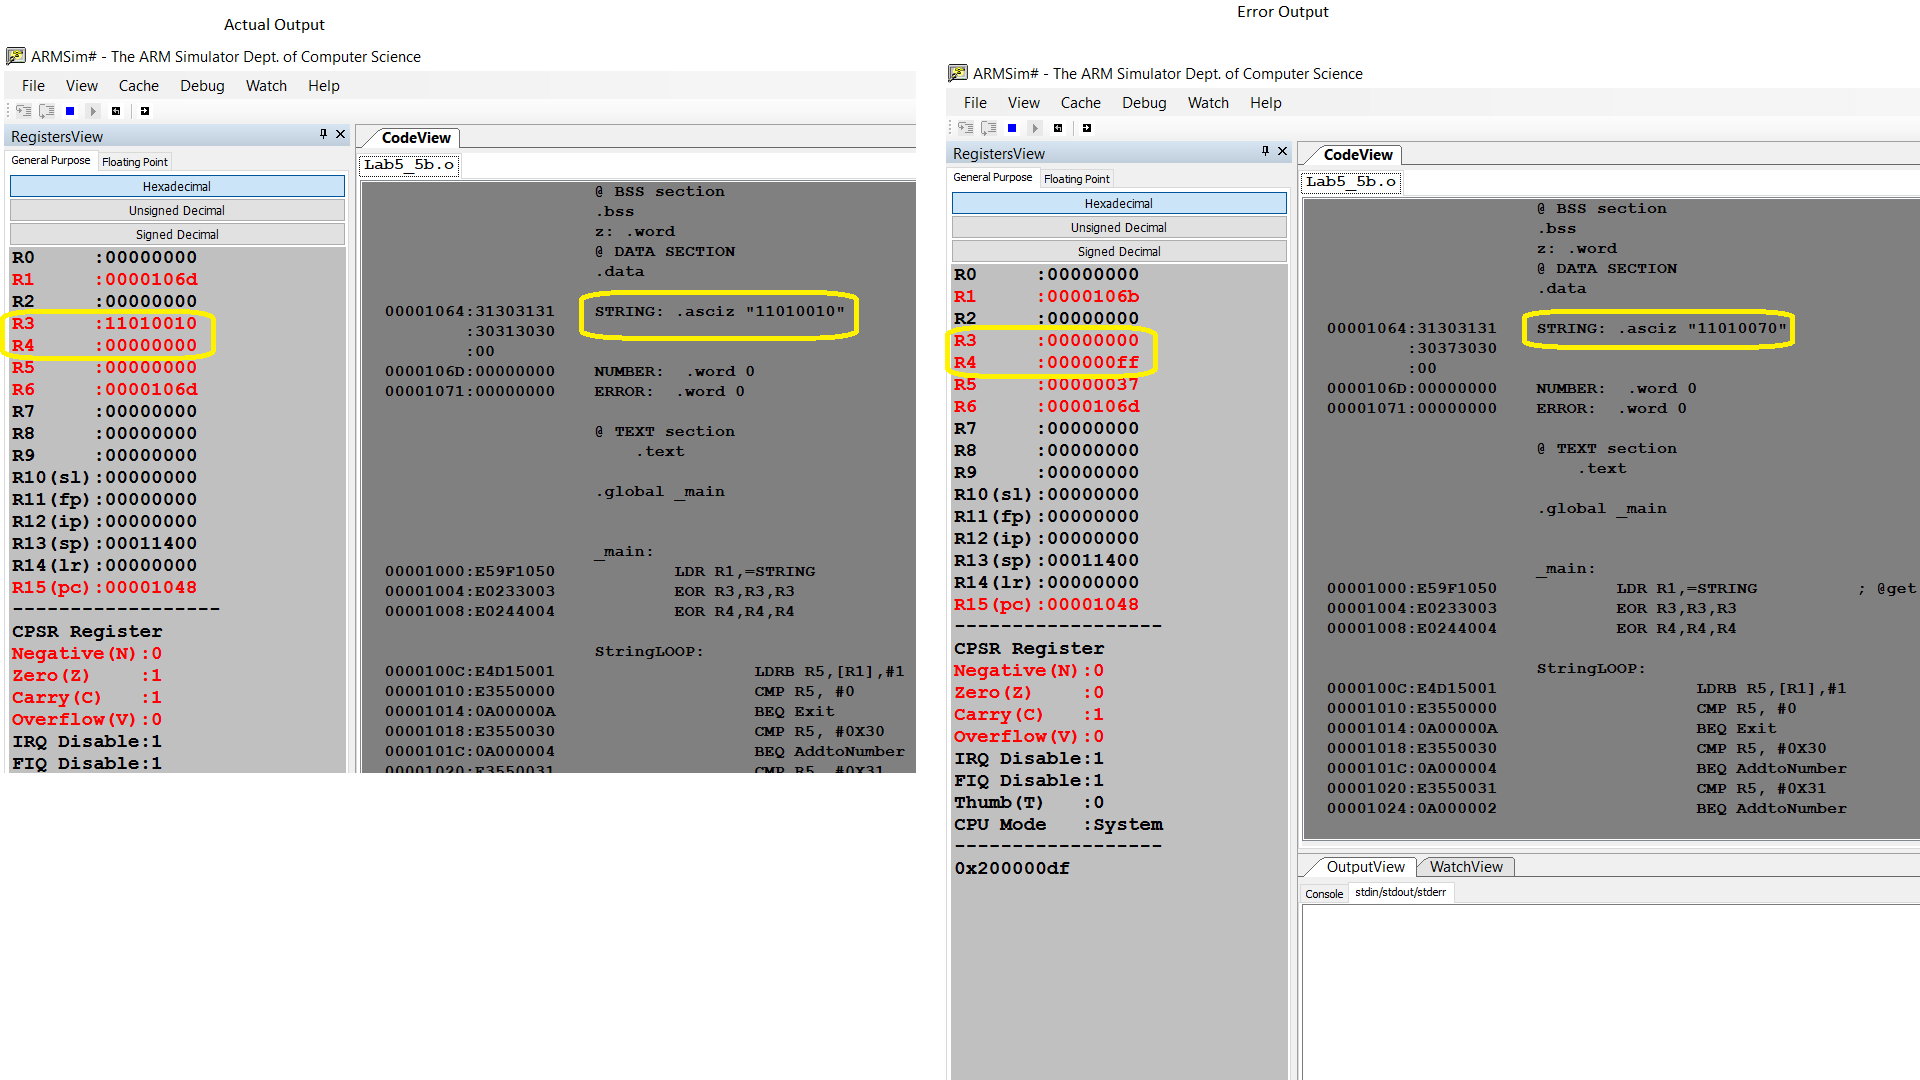 Actual Output
ARMSim# - The ARM Simulator Dept. of Computer Science
File View Cache Debug Watch Help
RegistersView
General Purpose Floating Point
Hexadecimal
Unsigned Decimal
Signed Decimal
R0 :00000000
R1 :0000106d
R2 :00000000
R3 :11010010
R4 :00000000
R5 :00000000
R6 :0000106d
R7 :00000000
R8 :00000000
R9 :00000000
R10(sl):00000000
R11(fp):00000000
R12(ip):00000000
R13(sp):00011400
R14(lr):00000000
R15(pc):00001048
-------------------
CPSR Register
Negative(N):0
Zero(Z) :1
Carry(C) :1
Overflow(V):0
IRQ Disable:1
FIQ Disable:1
CodeView
Lab5_5b.o
@ BSS section
.bss
z: .word
@ DATA SECTION
.data
00001064:31303131 STRING: .asciz "11010010"
:30313030
:00
0000106D:00000000 NUMBER: .word 0
00001071:00000000 ERROR: .word 0
@ TEXT section
.text
.global _main
_main:
00001000:E59F1050 LDR R1,=STRING
00001004:E0233003 EOR R3,R3,R3
00001008:E0244004 EOR R4,R4,R4
StringLOOP:
0000100C:E4D15001 LDRB R5,[R1],#1
00001010:E3550000 CMP R5, #0
00001014:0A00000A BEQ Exit
00001018:E3550030 CMP R5, #0X30
0000101C:0A000004 BEQ AddtoNumber
00001020:E3550031 CMP R5, #0X31
Error Output
ARMSim# - The ARM Simulator Dept. of Computer Science
File View Cache Debug Watch Help
RegistersView
General Purpose Floating Point
Hexadecimal
Unsigned Decimal
Signed Decimal
R0 :00000000
R1 :0000106b
R2 :00000000
R3 :00000000
R4 :000000ff
R5 :00000037
R6 :0000106d
R7 :00000000
R8 :00000000
R9 :00000000
R10(sl):00000000
R11(fp):00000000
R12(ip):00000000
R13(sp):00011400
R14(lr):00000000
R15(pc):00001048
-------------------
CPSR Register
Negative(N):0
Zero(Z) :0
Carry(C) :1
Overflow(V):0
IRQ Disable:1
FIQ Disable:1
Thumb(T) :0
CPU Mode :System
-------------------
0x200000df
CodeView
Lab5_5b.o
@ BSS section
.bss
z: .word
@ DATA SECTION
.data
00001064:31303131 STRING: .asciz "11010070"
:30373030
:00
0000106D:00000000 NUMBER: .word 0
00001071:00000000 ERROR: .word 0
@ TEXT section
.text
.global _main
_main:
00001000:E59F1050 LDR R1,=STRING ; @get
00001004:E0233003 EOR R3,R3,R3
00001008:E0244004 EOR R4,R4,R4
StringLOOP:
0000100C:E4D15001 LDRB R5,[R1],#1
00001010:E3550000 CMP R5, #0
00001014:0A00000A BEQ Exit
00001018:E3550030 CMP R5, #0X30
0000101C:0A000004 BEQ AddtoNumber
00001020:E3550031 CMP R5, #0X31
00001024:0A000002 BEQ AddtoNumber
OutputView WatchView
Console stdin/stdout/stderr